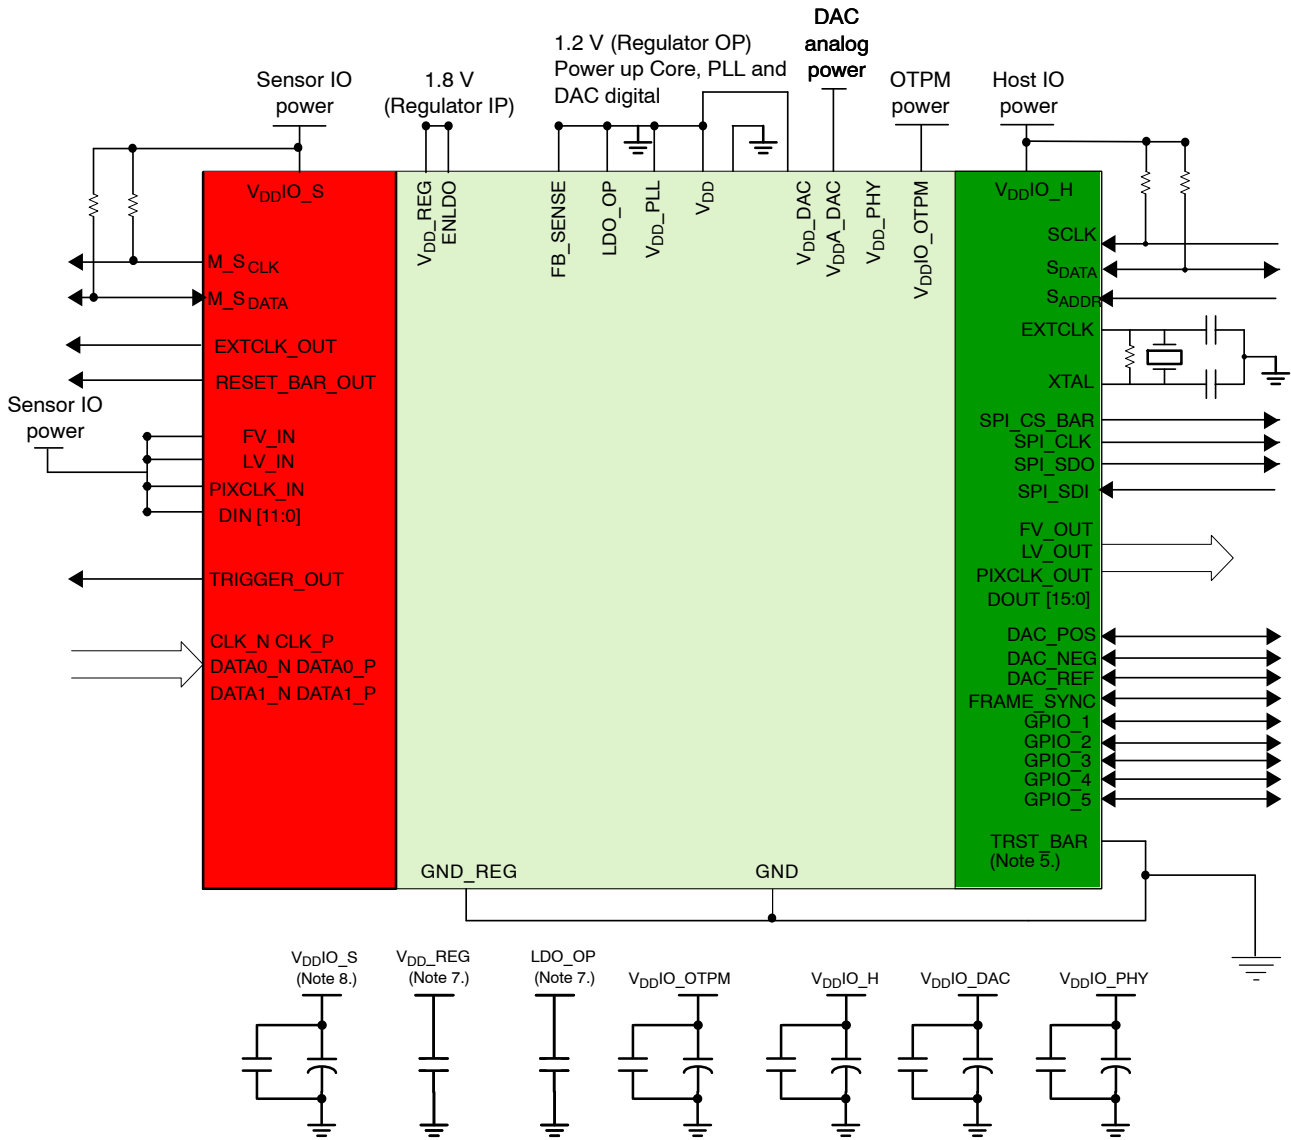 DAC
analog
power
1.2 V (Regulator OP)
Power up Core, PLL and
DAC digital
Sensor IO
power
1.8 V
(Regulator IP)
OTPM
power
Host IO
power
VDDIO_S
VDD_REG
ENLDO
FB_SENSE
LDO_OP
VDD_PLL
VDD
VDD_DAC
VDDA_DAC
VDD_PHY
VDDIO_OTPM
VDDIO_H
M_SCLK
M_SDATA
EXTCLK_OUT
RESET_BAR_OUT
Sensor IO
power
FV_IN
LV_IN
PIXCLK_IN
DIN [11:0]
TRIGGER_OUT
CLK_N CLK_P
DATA0_N DATA0_P
DATA1_N DATA1_P
SCLK
SDATA
SADDR
EXTCLK
XTAL
SPI_CS_BAR
SPI_CLK
SPI_SDO
SPI_SDI
FV_OUT
LV_OUT
PIXCLK_OUT
DOUT [15:0]
DAC_POS
DAC_NEG
DAC_REF
FRAME_SYNC
GPIO_1
GPIO_2
GPIO_3
GPIO_4
GPIO_5
TRST_BAR
(Note 5.)
GND_REG
GND
VDDIO_S
(Note 8.)
VDD_REG
(Note 7.)
LDO_OP
(Note 7.)
VDDIO_OTPM
VDDIO_H
VDDIO_DAC
VDDIO_PHY